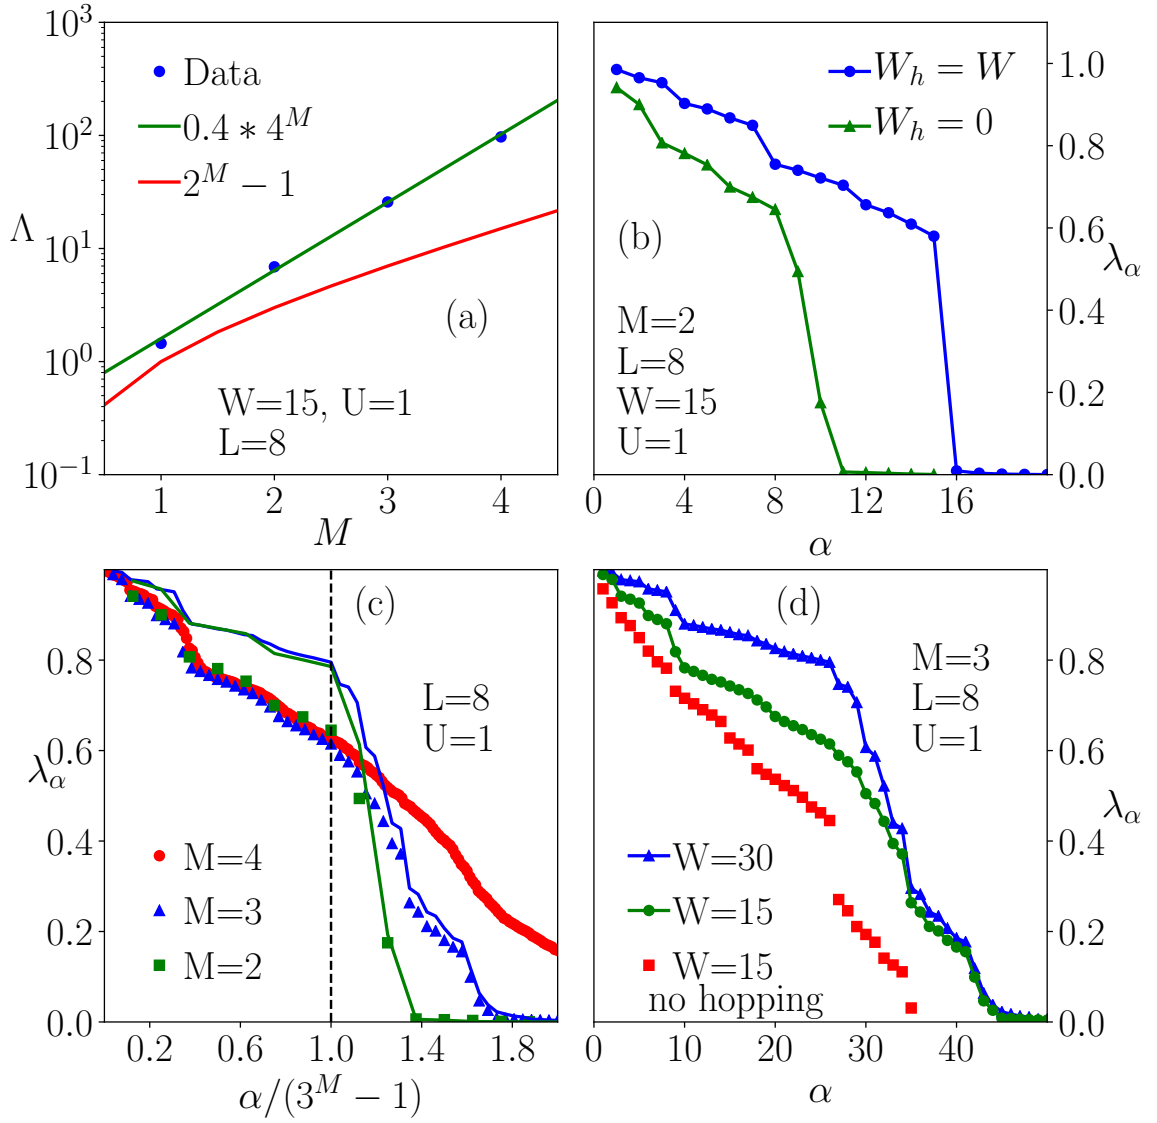 10^3
10^2
10^1
10^0
10^{-1}
Λ
Data
0.4 * 4^M
2^M − 1
(a)
W=15, U=1
L=8
1 2 3 4
M
W_h = W
W_h = 0
(b)
M=2
L=8
W=15
U=1
1.0
0.8
0.6
λ_α
0.4
0.2
0.0
0 4 8 12 16
α
(c)
L=8
U=1
0.8
0.6
λ_α
0.4
0.2
0.0
M=4
M=3
M=2
0.2 0.6 1.0 1.4 1.8
α/(3^M − 1)
(d)
M=3
L=8
U=1
W=30
W=15
W=15
no hopping
0.8
0.6
λ_α
0.4
0.2
0.0
0 10 20 30 40
α